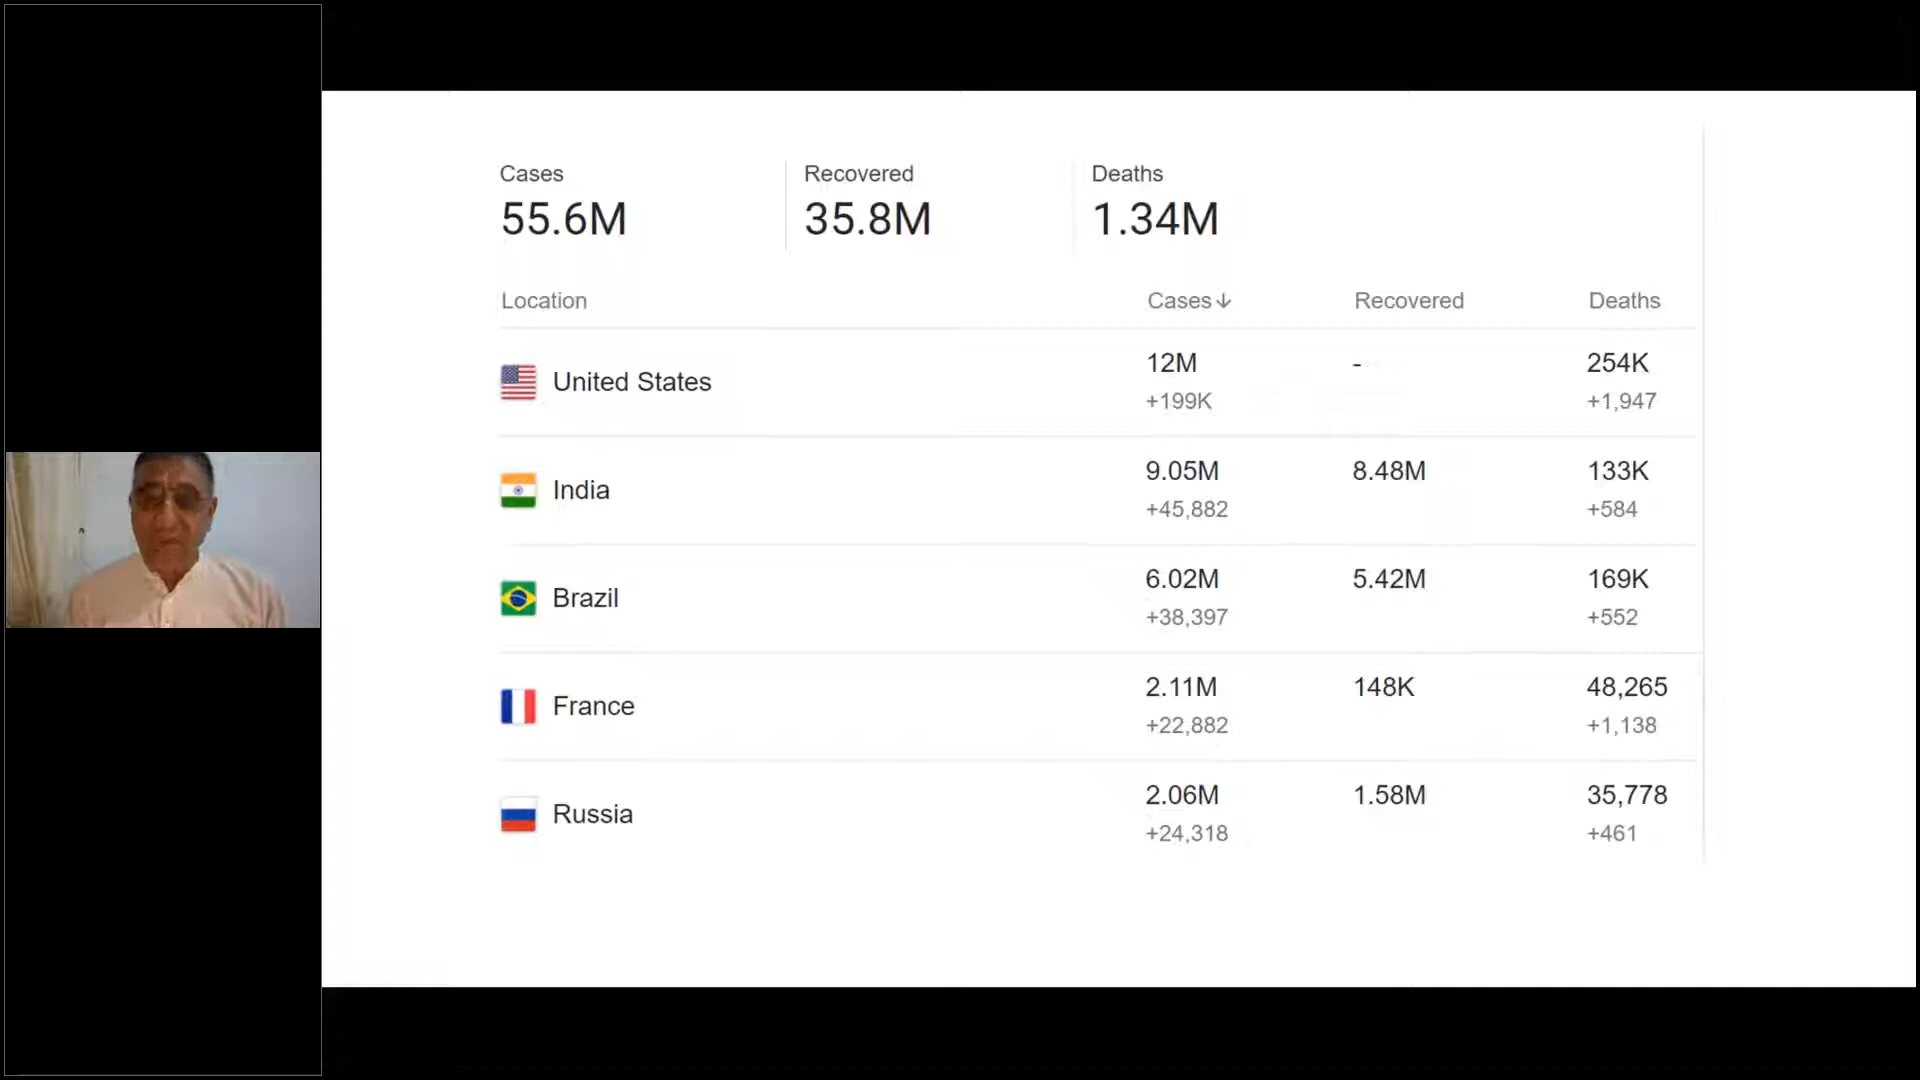 Cases Recovered Deaths
55.6M 35.8M 1.34M
Location Cases↓ Recovered Deaths
United States 12M - 254K
+199K +1,947
India 9.05M 8.48M 133K
+45,882 +584
Brazil 6.02M 5.42M 169K
+38,397 +552
France 2.11M 148K 48,265
+22,882 +1,138
Russia 2.06M 1.58M 35,778
+24,318 +461